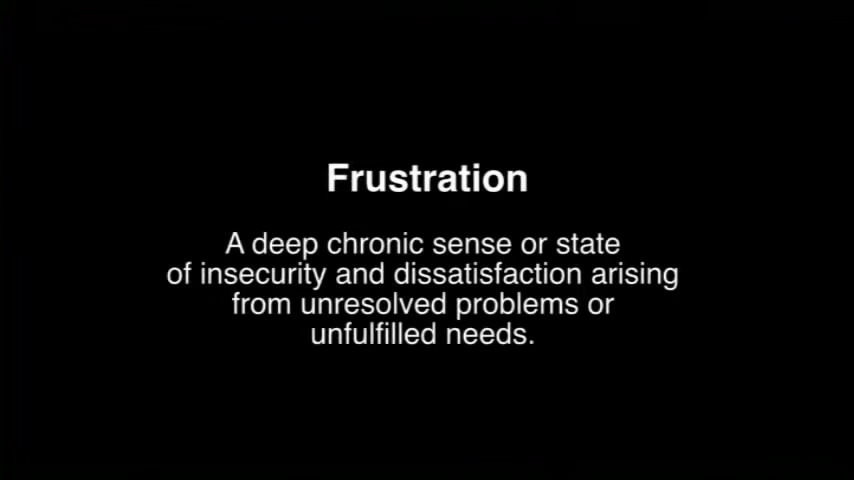 Frustration
A deep chronic sense or state
of insecurity and dissatisfaction arising
from unresolved problems or
unfulfilled needs.